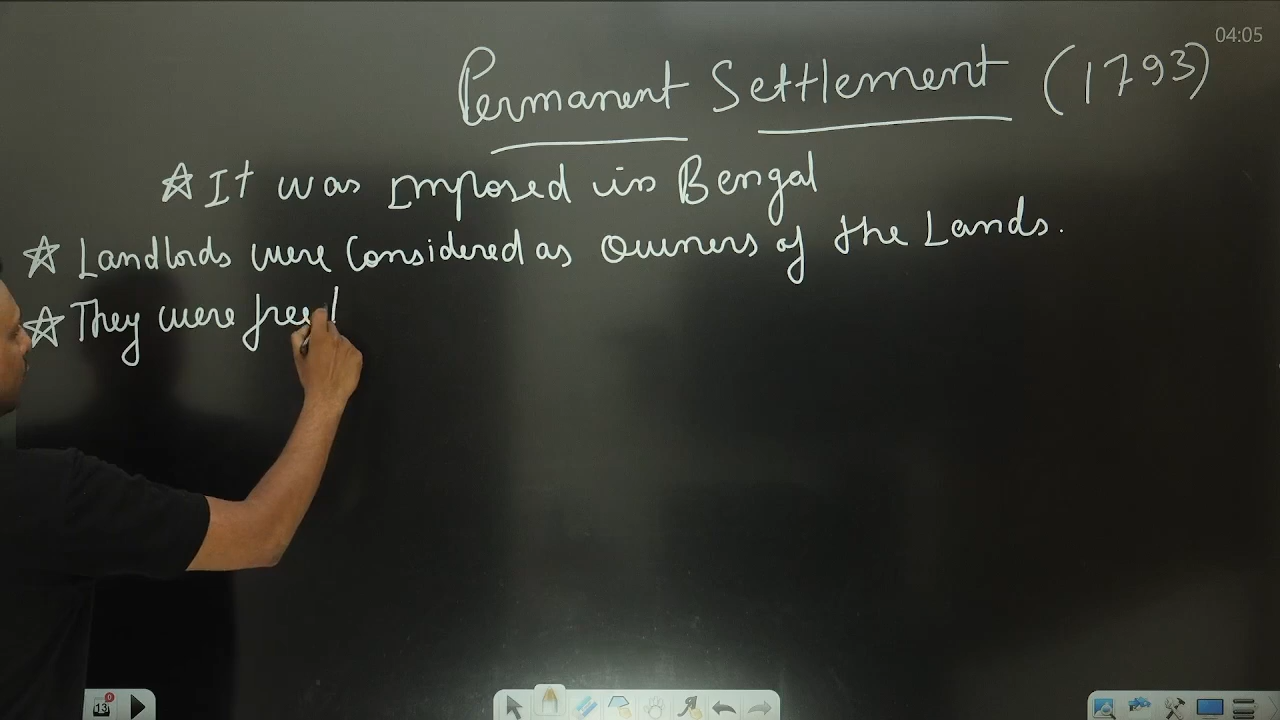 04:05
Permanent Settlement (1793)
☆ It was Imposed in Bengal
☆ Landlords were Considered as Owners of the Lands.
☆ They were free
13